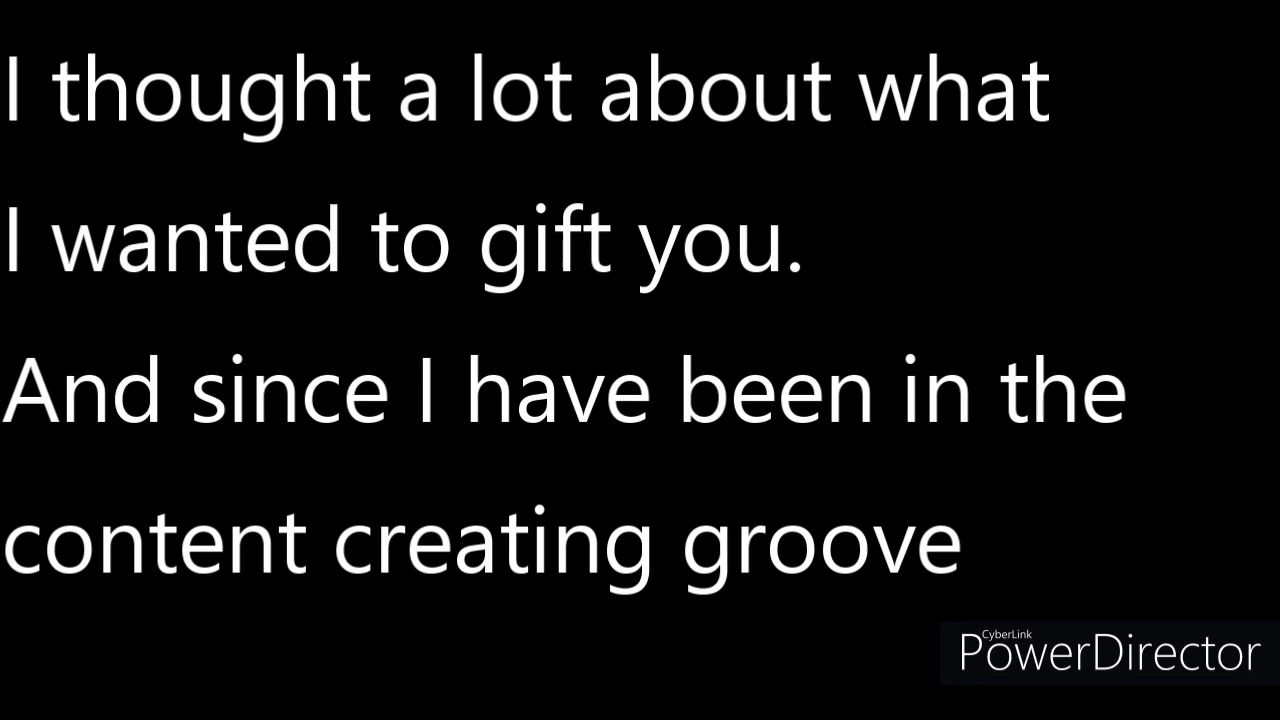 I thought a lot about what
I wanted to gift you.
And since I have been in the
content creating groove
CyberLink
PowerDirector